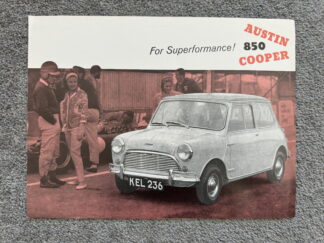 For Superformance!
AUSTIN
850
COOPER
KEL 236